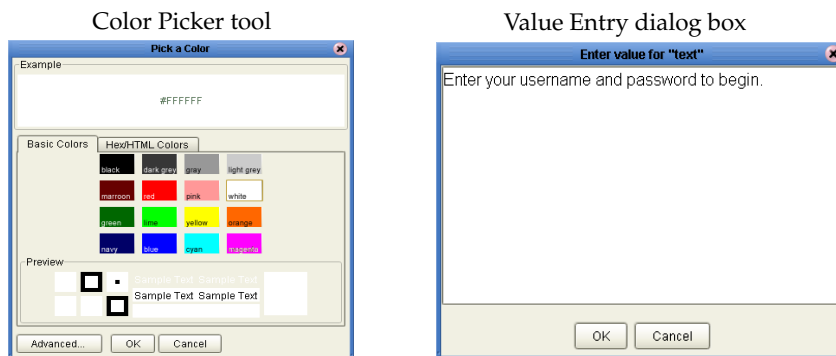 Color Picker tool
Value Entry dialog box
Pick a Color
Example
#FFFFFF
Basic Colors Hex/HTML Colors
black dark grey gray light grey
marroon red pink white
green lime yellow orange
navy blue cyan magenta
Preview
Sample Text Sample Text
Sample Text Sample Text
Advanced... OK Cancel
Enter value for "text"
Enter your username and password to begin.
OK Cancel